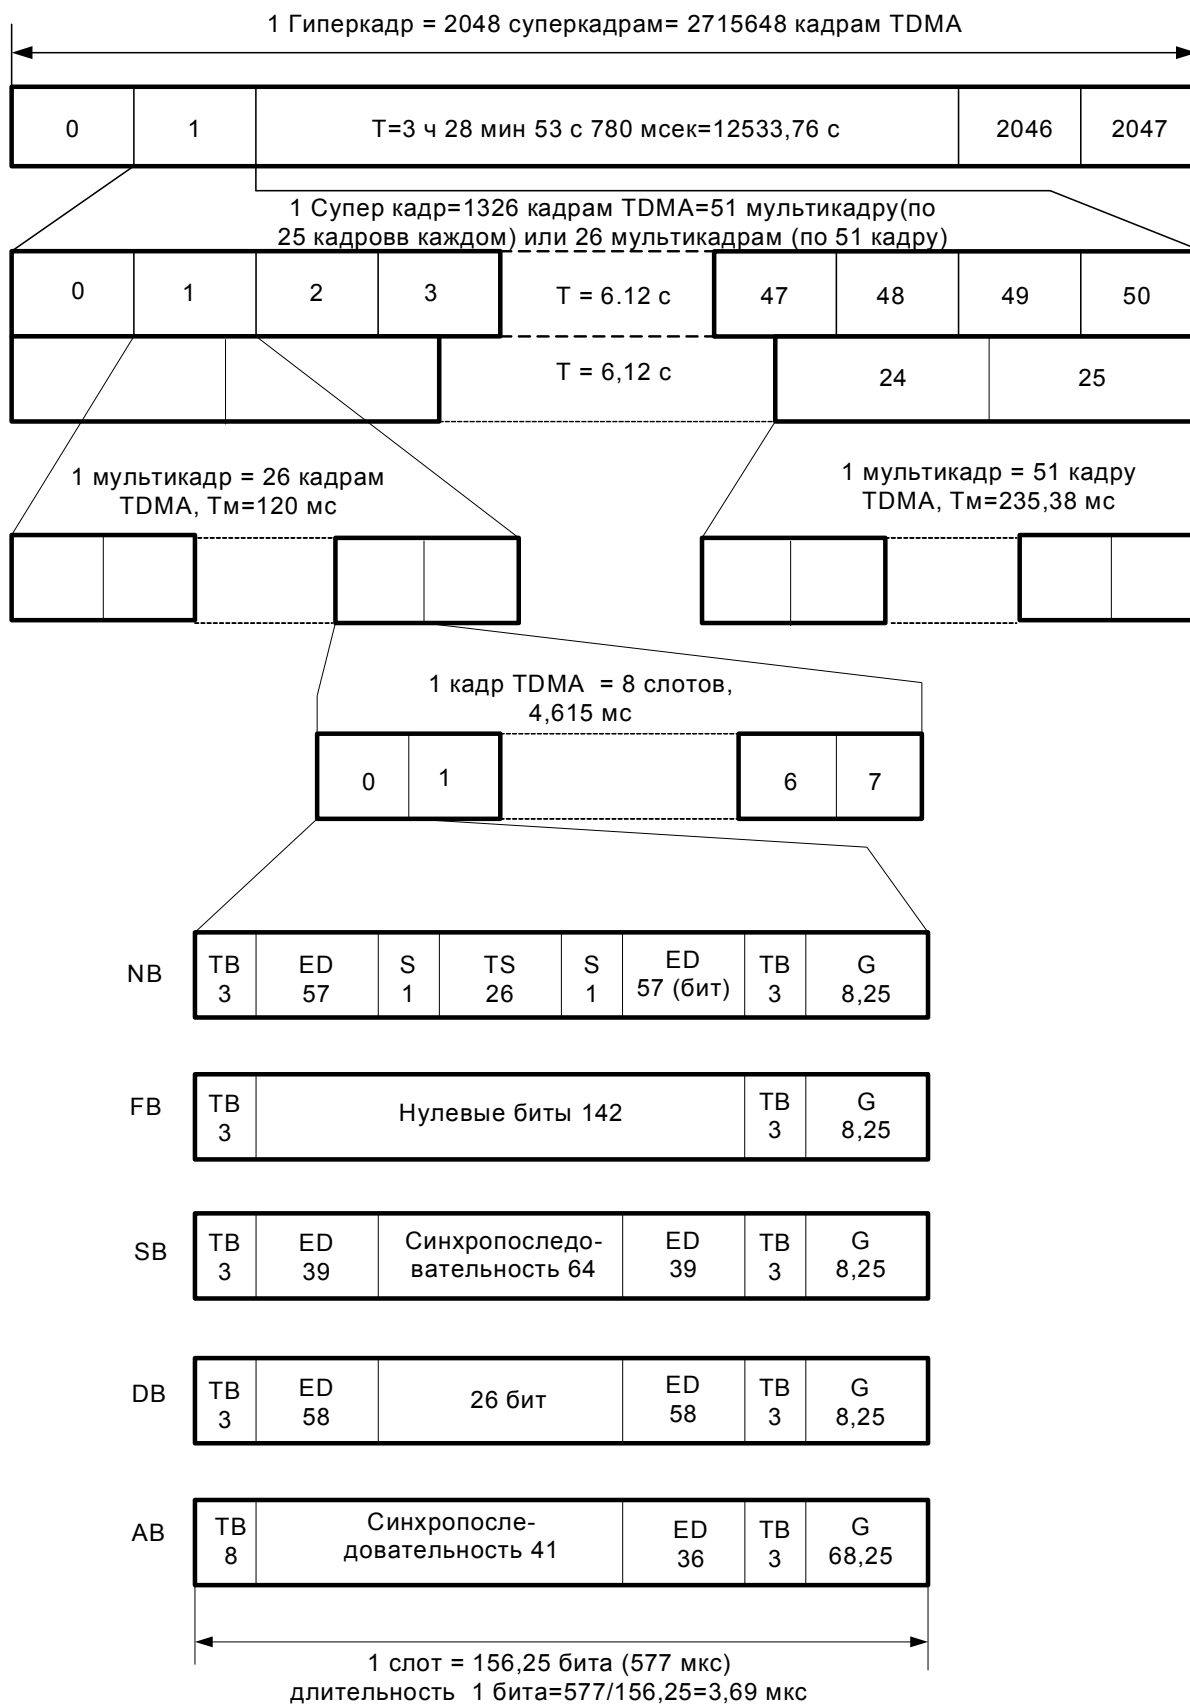 1 Гиперкадр = 2048 суперкадрам= 2715648 кадрам TDMA
0 1 Т=3 ч 28 мин 53 с 780 мсек=12533,76 с 2046 2047
1 Супер кадр=1326 кадрам TDMA=51 мультикадру(по
25 кадровв каждом) или 26 мультикадрам (по 51 кадру)
0 1 2 3 T = 6.12 с 47 48 49 50
T = 6,12 с 24 25
1 мультикадр = 26 кадрам
TDMA, Тм=120 мс
1 мультикадр = 51 кадру
TDMA, Тм=235,38 мс
1 кадр TDMA = 8 слотов,
4,615 мс
0 1 6 7
NB
TB ED S TS S ED TB G
3 57 1 26 1 57 (бит) 3 8,25
FB
TB Нулевые биты 142 TB G
3 3 8,25
SB
TB ED Синхропоследо- ED TB G
3 39 вательность 64 39 3 8,25
DB
TB ED 26 бит ED TB G
3 58 58 3 8,25
AB
TB Синхропосле- ED TB G
8 довательность 41 36 3 68,25
1 слот = 156,25 бита (577 мкс)
длительность 1 бита=577/156,25=3,69 мкс